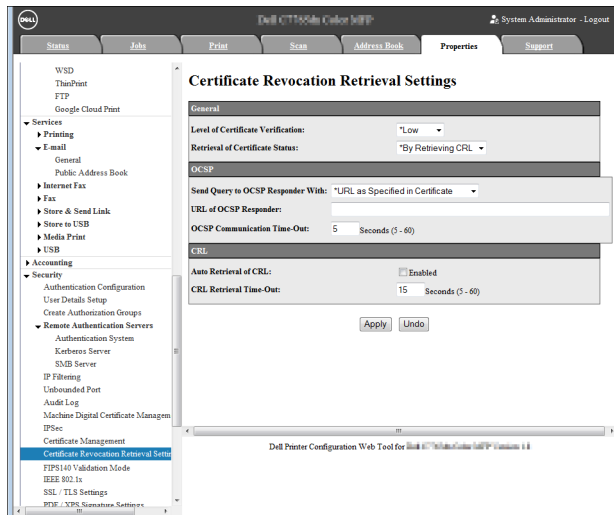 DELL
Dell C7765dn Color MFP
System Administrator - Logout
Status
Jobs
Print
Scan
Address Book
Properties
Support
WSD
ThinPrint
FTP
Google Cloud Print
Services
Printing
E-mail
General
Public Address Book
Internet Fax
Fax
Store & Send Link
Store to USB
Media Print
USB
Accounting
Security
Authentication Configuration
User Details Setup
Create Authorization Groups
Remote Authentication Servers
Authentication System
Kerberos Server
SMB Server
IP Filtering
Unbounded Port
Audit Log
Machine Digital Certificate Managem
IPSec
Certificate Management
Certificate Revocation Retrieval Settin
FIPS140 Validation Mode
IEEE 802.1x
SSL / TLS Settings
PDF / XPS Signature Settings
Certificate Revocation Retrieval Settings
General
Level of Certificate Verification:
*Low
Retrieval of Certificate Status:
*By Retrieving CRL
OCSP
Send Query to OCSP Responder With:
*URL as Specified in Certificate
URL of OCSP Responder:
OCSP Communication Time-Out:
5
Seconds (5 - 60)
CRL
Auto Retrieval of CRL:
Enabled
CRL Retrieval Time-Out:
15
Seconds (5 - 60)
Apply
Undo
Dell Printer Configuration Web Tool for